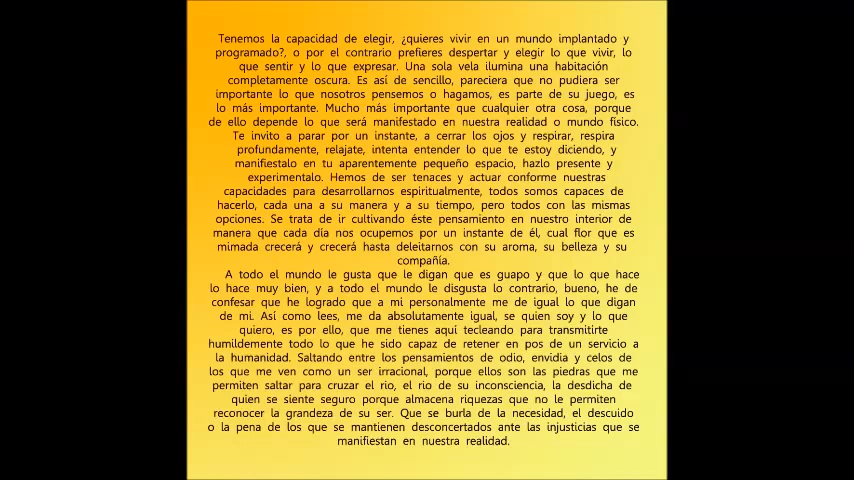 Tenemos la capacidad de elegir, ¿quieres vivir en un mundo implantado y
programado?, o por el contrario prefieres despertar y elegir lo que vivir, lo
que sentir y lo que expresar. Una sola vela ilumina una habitación
completamente oscura. Es así de sencillo, pareciera que no pudiera ser
importante lo que nosotros pensemos o hagamos, es parte de su juego, es
lo más importante. Mucho más importante que cualquier otra cosa, porque
de ello depende lo que será manifestado en nuestra realidad o mundo físico.
Te invito a parar por un instante, a cerrar los ojos y respirar, respira
profundamente, relajate, intenta entender lo que te estoy diciendo, y
manifiestalo en tu aparentemente pequeño espacio, hazlo presente y
experimentalo. Hemos de ser tenaces y actuar conforme nuestras
capacidades para desarrollarnos espiritualmente, todos somos capaces de
hacerlo, cada una a su manera y a su tiempo, pero todos con las mismas
opciones. Se trata de ir cultivando éste pensamiento en nuestro interior de
manera que cada día nos ocupemos por un instante de él, cual flor que es
mimada crecerá y crecerá hasta deleitarnos con su aroma, su belleza y su
compañía.
A todo el mundo le gusta que le digan que es guapo y que lo que hace
lo hace muy bien, y a todo el mundo le disgusta lo contrario, bueno, he de
confesar que he logrado que a mi personalmente me de igual lo que digan
de mi. Así como lees, me da absolutamente igual, se quien soy y lo que
quiero, es por ello, que me tienes aquí tecleando para transmitirte
humildemente todo lo que he sido capaz de retener en pos de un servicio a
la humanidad. Saltando entre los pensamientos de odio, envidia y celos de
los que me ven como un ser irracional, porque ellos son las piedras que me
permiten saltar para cruzar el rio, el rio de su inconsciencia, la desdicha de
quien se siente seguro porque almacena riquezas que no le permiten
reconocer la grandeza de su ser. Que se burla de la necesidad, el descuido
o la pena de los que se mantienen desconcertados ante las injusticias que se
manifiestan en nuestra realidad.